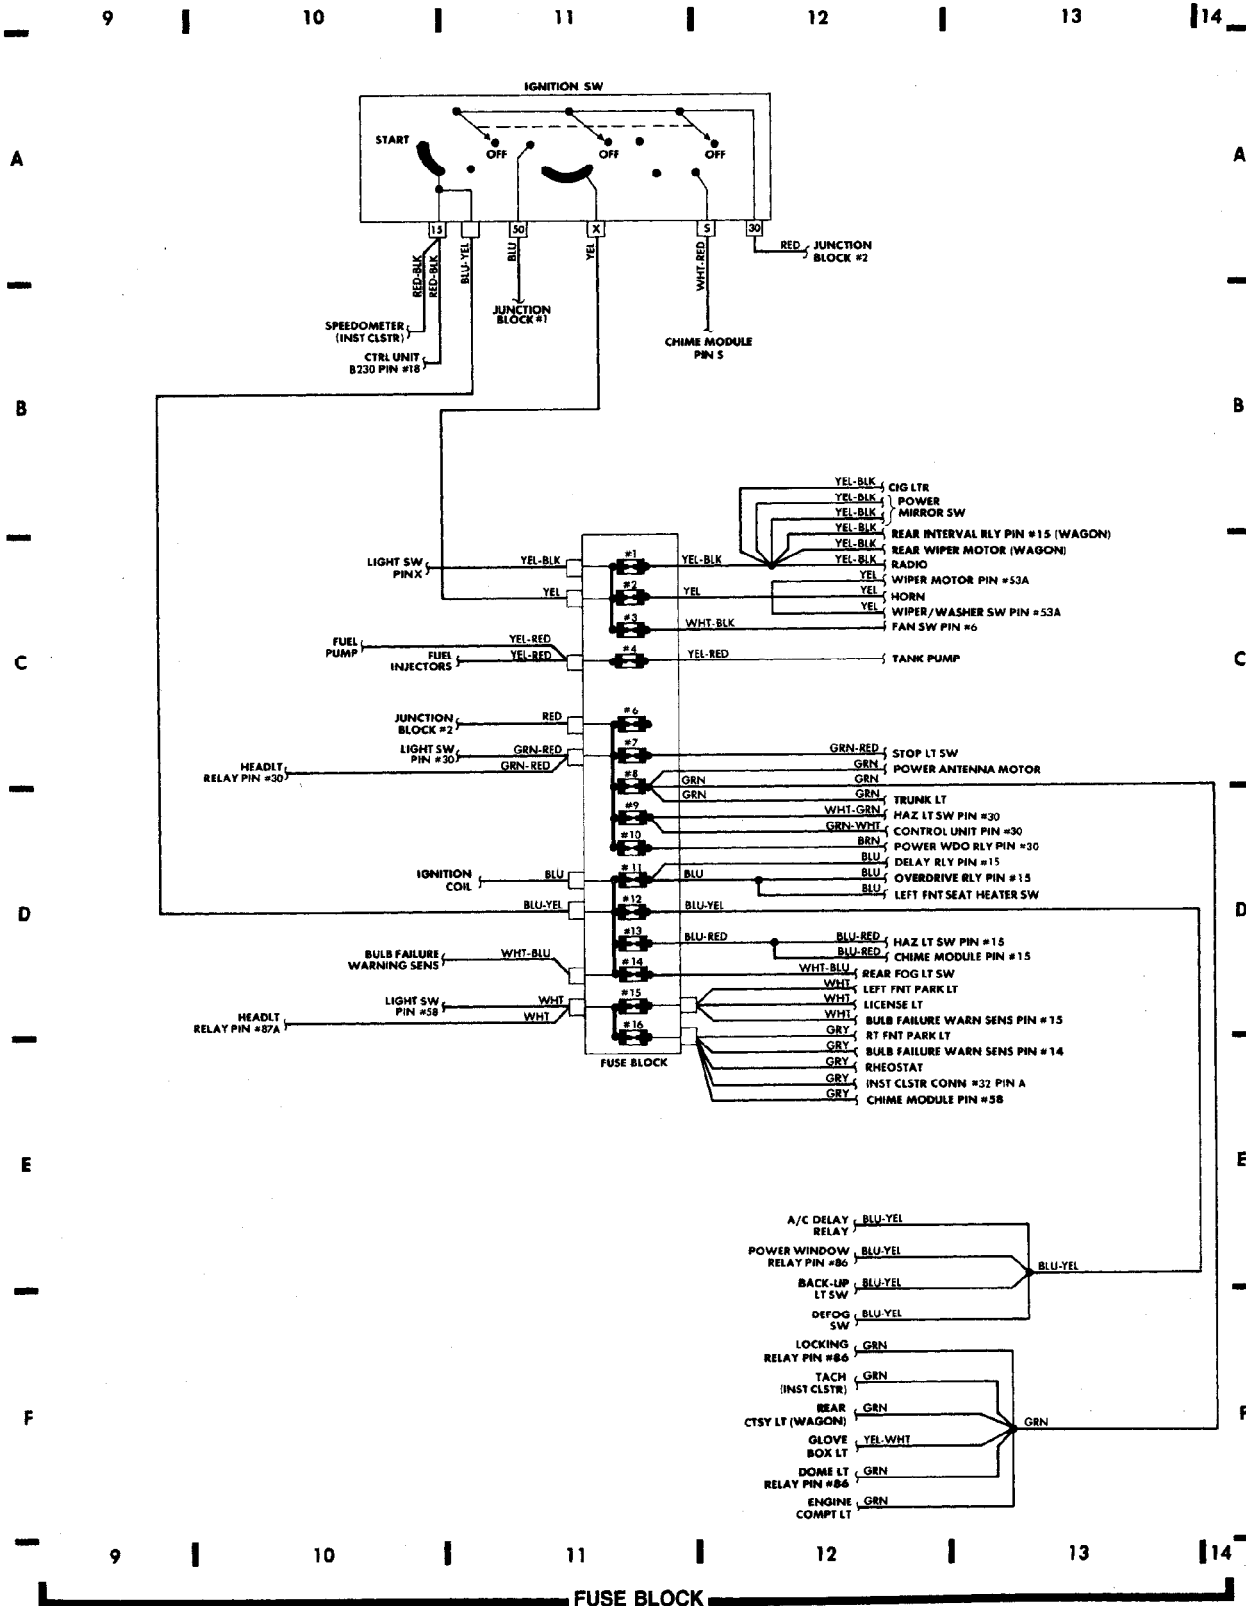 9 10 11 12 13 14
IGNITION SW
START
OFF OFF OFF
A A
15 50 X S 30
RED-BLK
RED-BLK
BLU-YEL
BLU
YEL
WHT-RED
RED JUNCTION
BLOCK #2
JUNCTION
BLOCK #1
SPEEDOMETER
(INST CLSTR)
CTRL UNIT
B230 PIN #18
CHIME MODULE
PIN S
B B
YEL-BLK CIG LTR
YEL-BLK POWER
YEL-BLK MIRROR SW
YEL-BLK REAR INTERVAL RLY PIN #15 (WAGON)
YEL-BLK REAR WIPER MOTOR (WAGON)
LIGHT SW
PINX
YEL-BLK #1 YEL-BLK YEL-BLK RADIO
YEL WIPER MOTOR PIN #53A
YEL #2 YEL YEL HORN
YEL WIPER/WASHER SW PIN #53A
#3 WHT-BLK FAN SW PIN #6
FUEL
PUMP
YEL-RED
FUEL
INJECTORS
YEL-RED #4 YEL-RED TANK PUMP
C C
JUNCTION
BLOCK #2
RED #6
LIGHT SW
PIN #30
GRN-RED #7 GRN-RED STOP LT SW
HEADLT
RELAY PIN #30
GRN-RED
GRN POWER ANTENNA MOTOR
#8 GRN GRN
GRN GRN TRUNK LT
#9 WHT-GRN HAZ LT SW PIN #30
GRN-WHT CONTROL UNIT PIN #30
#10 BRN POWER WDO RLY PIN #30
BLU DELAY RLY PIN #15
IGNITION
COIL
BLU #11 BLU BLU OVERDRIVE RLY PIN #15
BLU LEFT FNT SEAT HEATER SW
BLU-YEL #12 BLU-YEL
D D
#13 BLU-RED BLU-RED HAZ LT SW PIN #15
BLU-RED CHIME MODULE PIN #15
BULB FAILURE
WARNING SENS
WHT-BLU #14 WHT-BLU REAR FOG LT SW
WHT LEFT FNT PARK LT
LIGHT SW
PIN #58
WHT #15 WHT LICENSE LT
HEADLT
RELAY PIN #87A
WHT
WHT BULB FAILURE WARN SENS PIN #15
#16 GRY RT FNT PARK LT
GRY BULB FAILURE WARN SENS PIN #14
FUSE BLOCK
GRY RHEOSTAT
GRY INST CLSTR CONN #32 PIN A
GRY CHIME MODULE PIN #58
E E
A/C DELAY
RELAY
BLU-YEL
POWER WINDOW
RELAY PIN #86
BLU-YEL
BLU-YEL
BACK-UP
LT SW
BLU-YEL
DEFOG
SW
BLU-YEL
LOCKING
RELAY PIN #86
GRN
TACH
(INST CLSTR)
GRN
REAR
CTSY LT (WAGON)
GRN
GRN
F F
GLOVE
BOX LT
YEL-WHT
DOME LT
RELAY PIN #86
GRN
ENGINE
COMPT LT
GRN
9 10 11 12 13 14
FUSE BLOCK